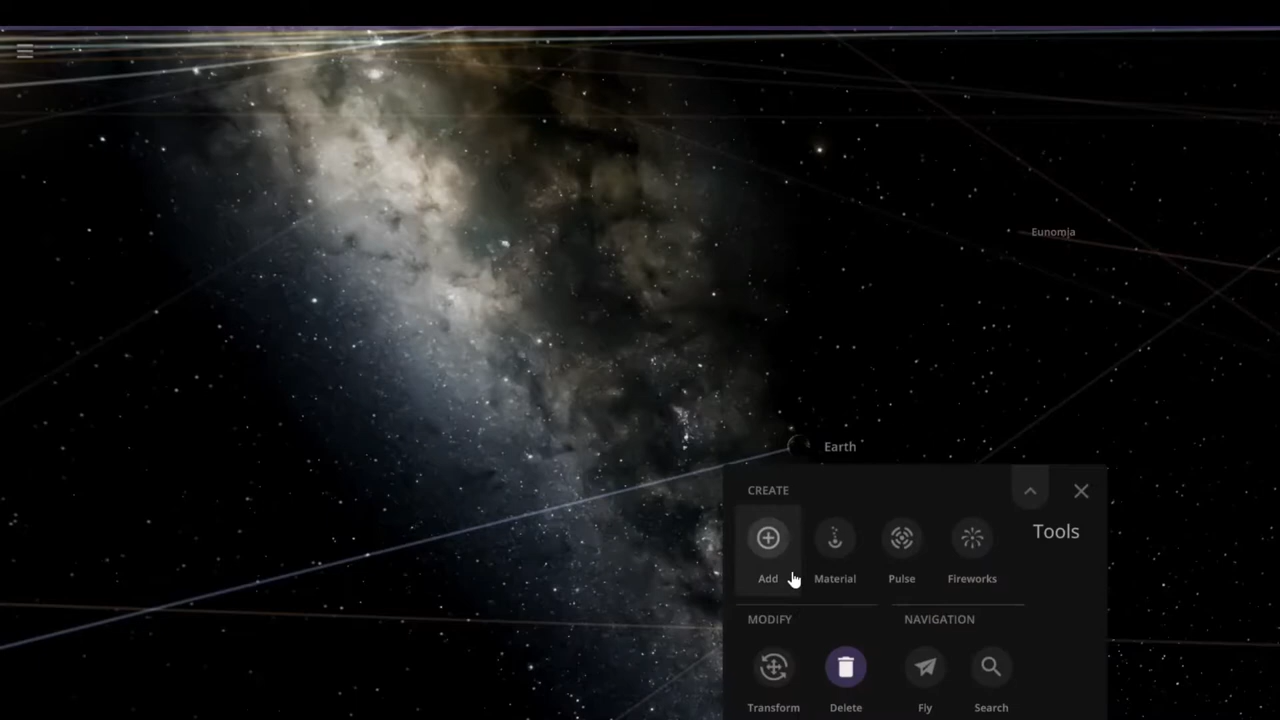 Eunomia
Earth
CREATE
Tools
Add
Material
Pulse
Fireworks
MODIFY
NAVIGATION
Transform
Delete
Fly
Search